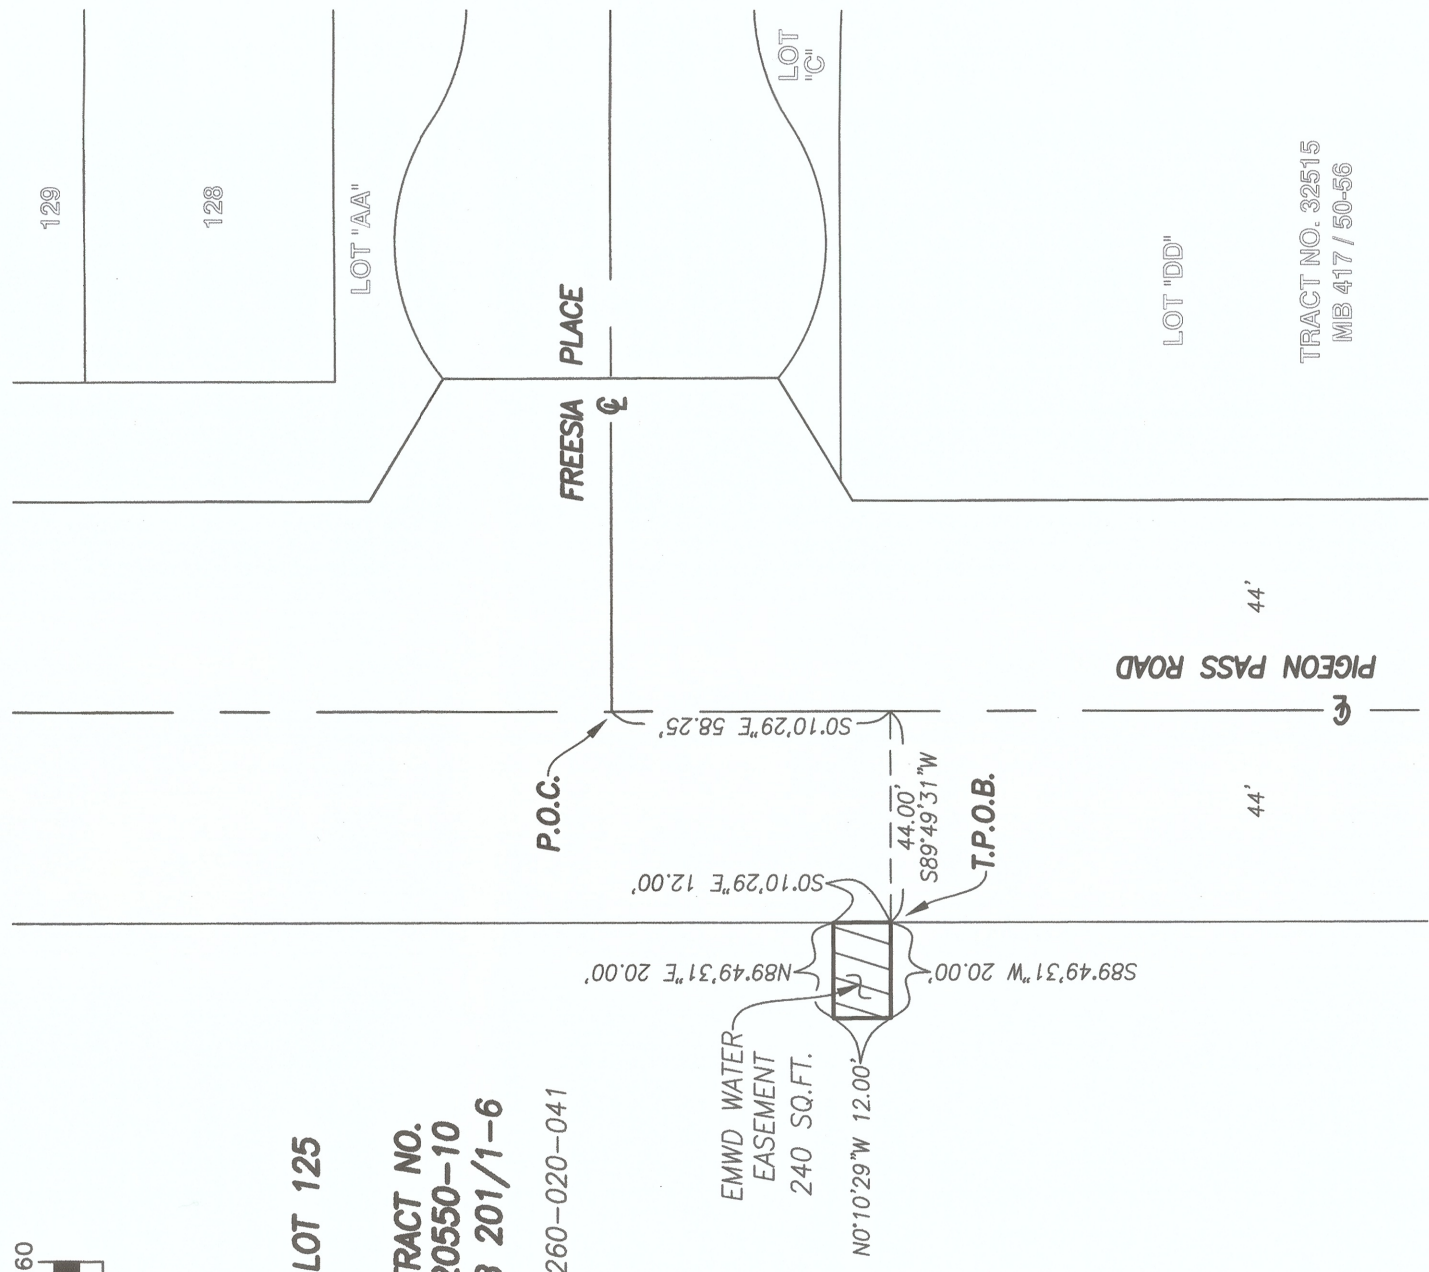 129
128
LOT "AA"
LOT
"C"
FREESIA PLACE
℄
LOT "DD"
TRACT NO. 32515
MB 417 / 50-56
44'
PIGEON PASS ROAD
℄
S0°10'29"E 58.25'
P.O.C.
44.00'
S89°49'31"W
T.P.O.B.
44'
S0°10'29"E 12.00'
N89°49'31"E 20.00'
S89°49'31"W 20.00'
EMWD WATER
EASEMENT
240 SQ.FT.
N0°10'29"W 12.00'
LOT 125
TRACT NO.
20550-10
201/1-6
260-020-041
60